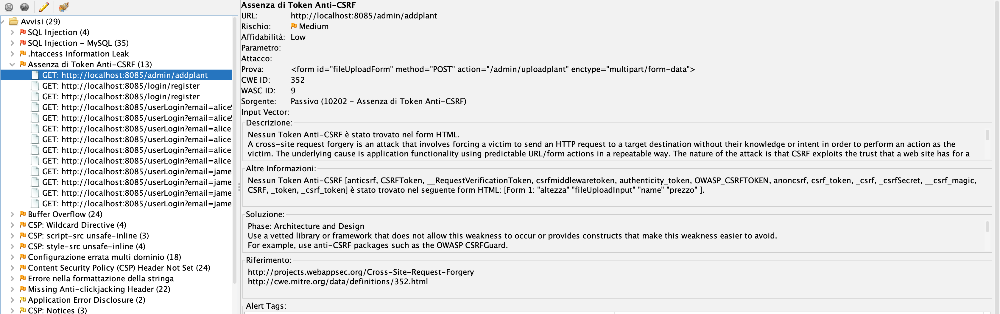 Avvisi (29)
SQL Injection (4)
SQL Injection - MySQL (35)
.htaccess Information Leak
Assenza di Token Anti-CSRF (13)
GET: http://localhost:8085/admin/addplant
GET: http://localhost:8085/login/register
GET: http://localhost:8085/login/register
GET: http://localhost:8085/userLogin?email=alice
GET: http://localhost:8085/userLogin?email=alice
GET: http://localhost:8085/userLogin?email=alice
GET: http://localhost:8085/userLogin?email=alice
GET: http://localhost:8085/userLogin?email=alice
GET: http://localhost:8085/userLogin?email=alice
GET: http://localhost:8085/userLogin?email=jame
GET: http://localhost:8085/userLogin?email=jame
GET: http://localhost:8085/userLogin?email=jame
GET: http://localhost:8085/userLogin?email=jame
Buffer Overflow (24)
CSP: Wildcard Directive (4)
CSP: script-src unsafe-inline (3)
CSP: style-src unsafe-inline (4)
Configurazione errata multi dominio (18)
Content Security Policy (CSP) Header Not Set (24)
Errore nella formattazione della stringa
Missing Anti-clickjacking Header (22)
Application Error Disclosure (2)
CSP: Notices (3)
Assenza di Token Anti-CSRF
URL: http://localhost:8085/admin/addplant
Rischio: Medium
Affidabilità: Low
Parametro:
Attacco:
Prova: <form id="fileUploadForm" method="POST" action="/admin/uploadplant" enctype="multipart/form-data">
CWE ID: 352
WASC ID: 9
Sorgente: Passivo (10202 - Assenza di Token Anti-CSRF)
Input Vector:
Descrizione:
Nessun Token Anti-CSRF è stato trovato nel form HTML.
A cross-site request forgery is an attack that involves forcing a victim to send an HTTP request to a target destination without their knowledge or intent in order to perform an action as the
victim. The underlying cause is application functionality using predictable URL/form actions in a repeatable way. The nature of the attack is that CSRF exploits the trust that a web site has for a
Altre Informazioni:
Nessun Token Anti-CSRF [anticsrf, CSRFToken, __RequestVerificationToken, csrfmiddlewaretoken, authenticity_token, OWASP_CSRFTOKEN, anoncsrf, csrf_token, _csrf, _csrfSecret, __csrf_magic,
CSRF, _token, _csrf_token] è stato trovato nel seguente form HTML: [Form 1: "altezza" "fileUploadInput" "name" "prezzo" ].
Soluzione:
Phase: Architecture and Design
Use a vetted library or framework that does not allow this weakness to occur or provides constructs that make this weakness easier to avoid.
For example, use anti-CSRF packages such as the OWASP CSRFGuard.
Riferimento:
http://projects.webappsec.org/Cross-Site-Request-Forgery
http://cwe.mitre.org/data/definitions/352.html
Alert Tags: